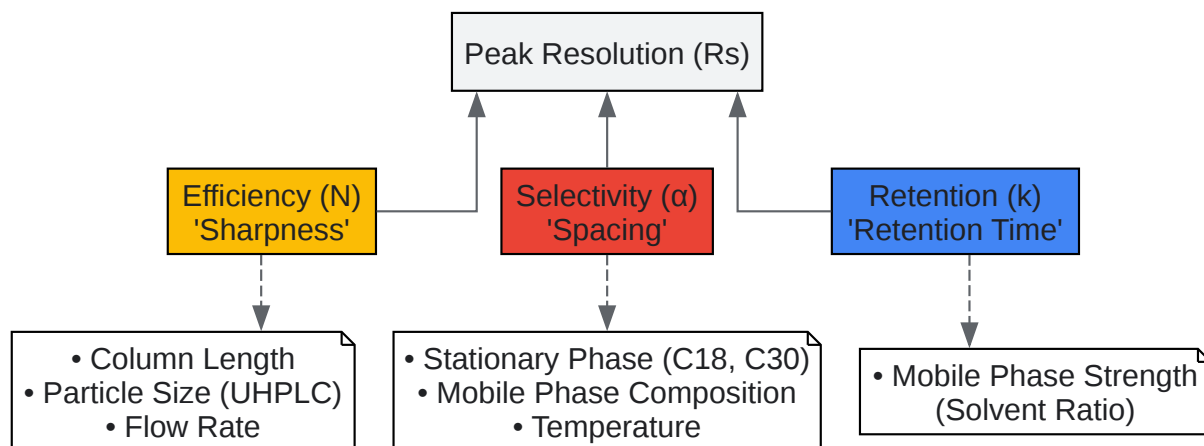 Peak Resolution (Rs)
Efficiency (N)
'Sharpness'
Selectivity (α)
'Spacing'
Retention (k)
'Retention Time'
• Column Length
• Particle Size (UHPLC)
• Flow Rate
• Stationary Phase (C18, C30)
• Mobile Phase Composition
• Temperature
• Mobile Phase Strength
(Solvent Ratio)